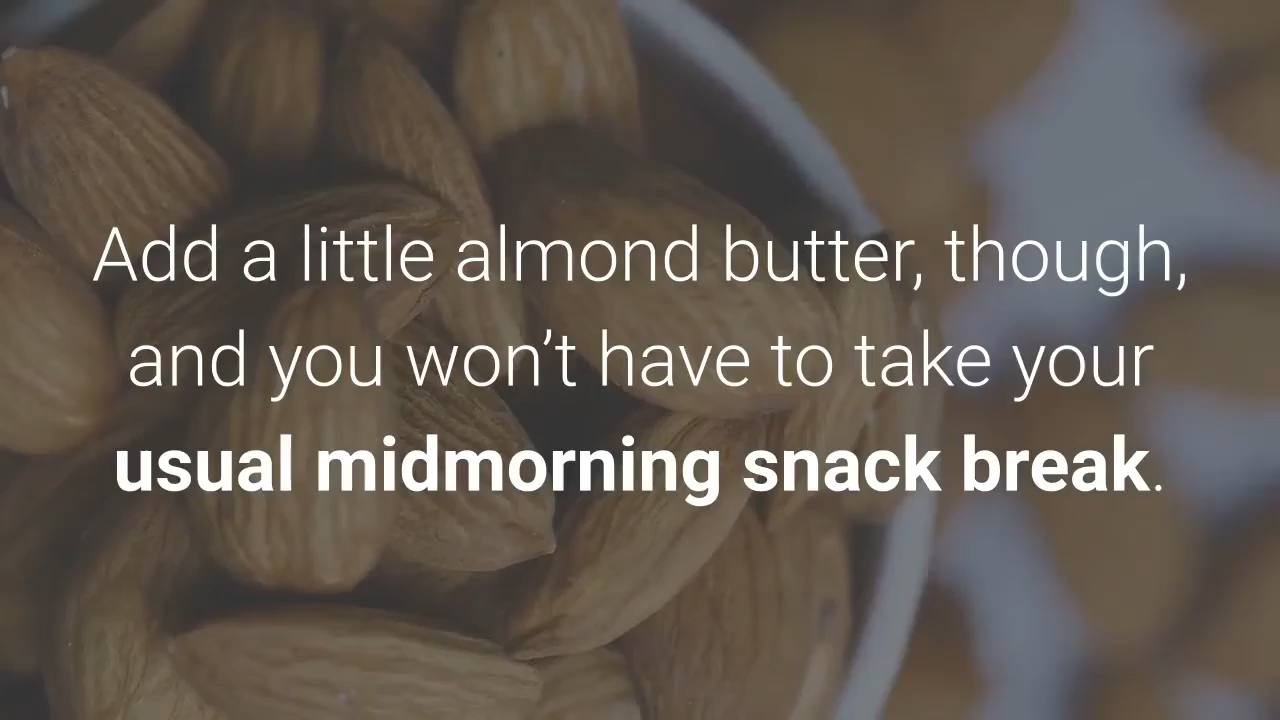 Add a little almond butter, though,
and you won’t have to take your
usual midmorning snack break.